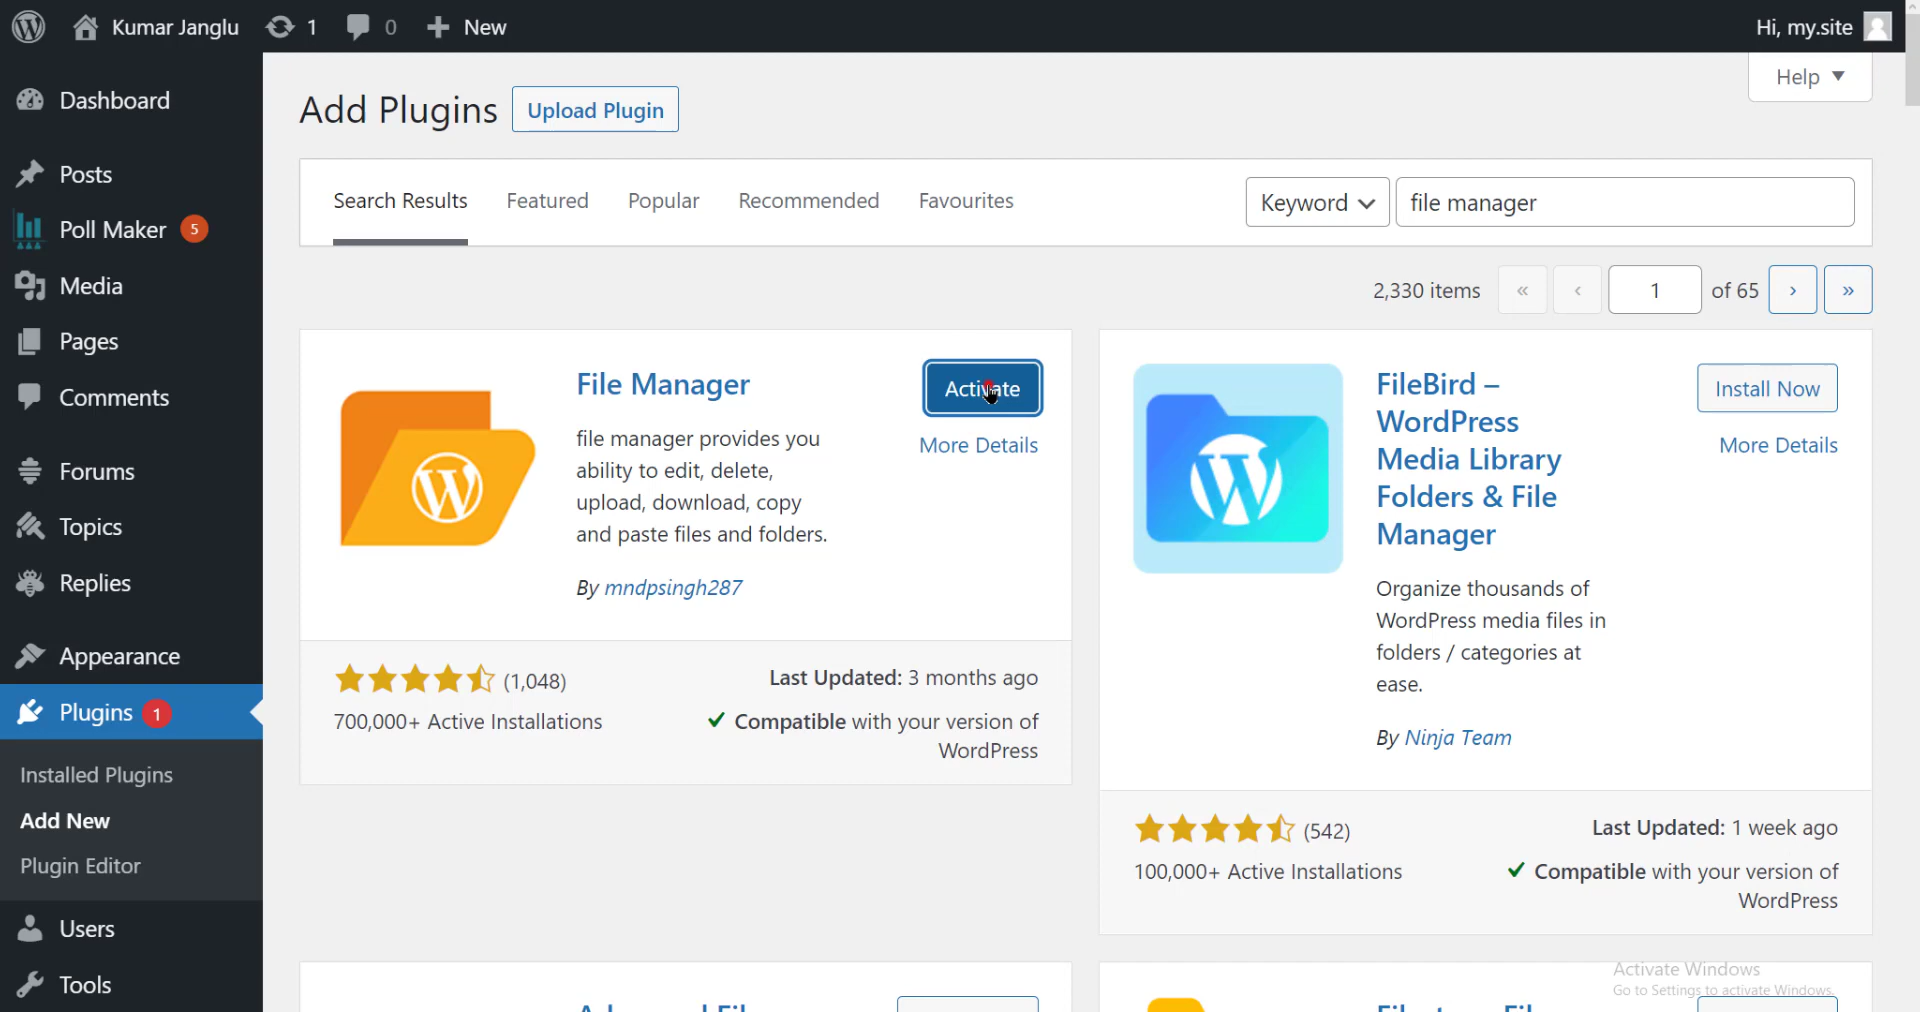 Kumar Janglu 1 0 New Hi, my.site
Help
Dashboard
Posts
Poll Maker 5
Media
Pages
Comments
Forums
Topics
Replies
Appearance
Plugins 1
Installed Plugins
Add New
Plugin Editor
Users
Tools
Add Plugins Upload Plugin
Search Results Featured Popular Recommended Favourites Keyword file manager
2,330 items « ‹ 1 of 65 › »
File Manager
Activate
More Details
file manager provides you
ability to edit, delete,
upload, download, copy
and paste files and folders.
By mndpsingh287
(1,048)
Last Updated: 3 months ago
700,000+ Active Installations
Compatible with your version of
WordPress
FileBird –
WordPress
Media Library
Folders & File
Manager
Install Now
More Details
Organize thousands of
WordPress media files in
folders / categories at
ease.
By Ninja Team
(542)
Last Updated: 1 week ago
100,000+ Active Installations
Compatible with your version of
WordPress
Activate Windows
Go to Settings to activate Windows.